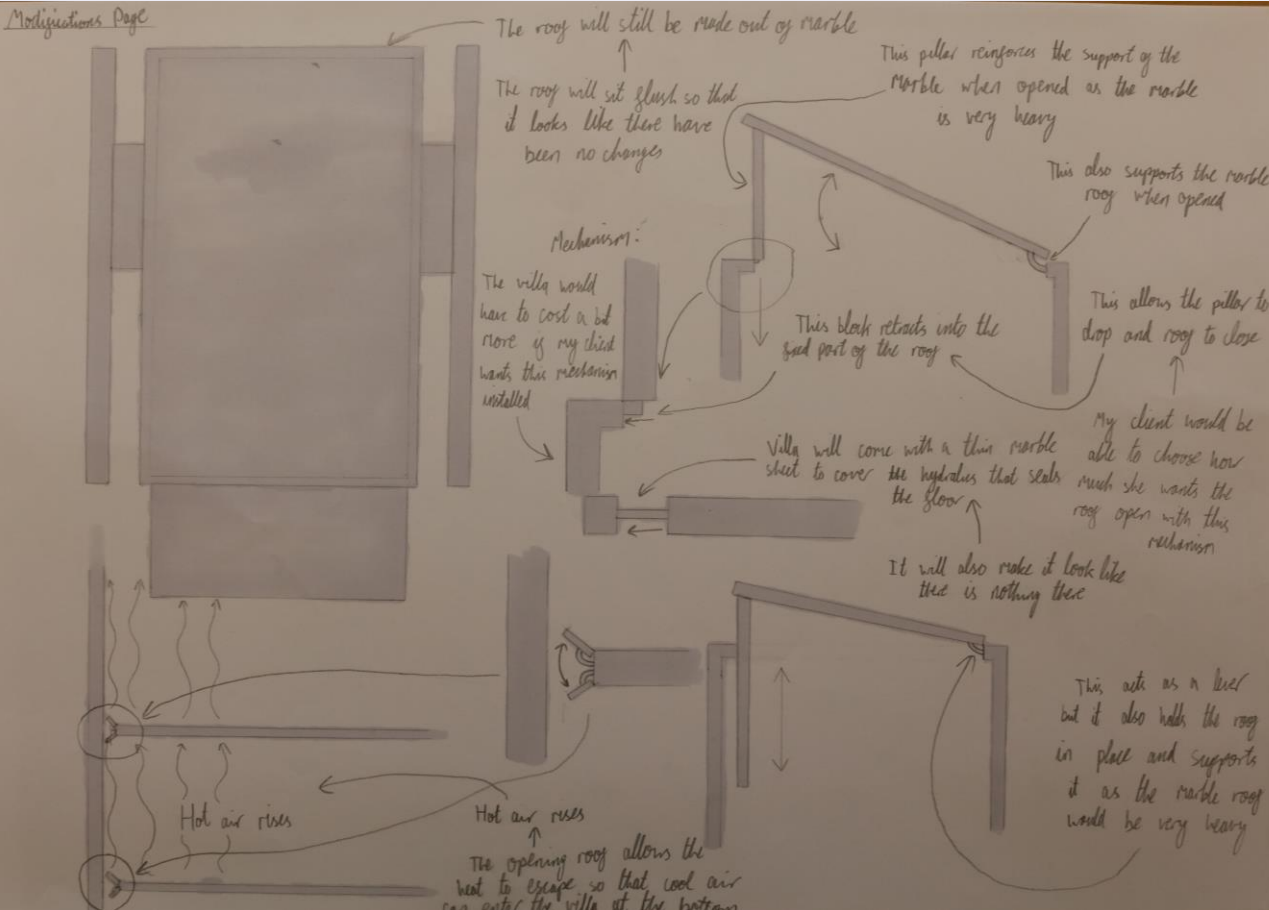 Modifications Page
The roof will still be made out of marble
The roof will sit flush so that
it looks like there have
been no changes
This pillar reinforces the support of the
marble when opened as the marble
is very heavy
This also supports the marble
roof when opened
Mechanism:
The villa would
have to cost a bit
more if my client
wants this mechanism
installed
This block retracts into the
fixed part of the roof
This allows the pillar to
drop and roof to close
My client would be
able to choose how
much she wants the
roof open with this
mechanism
Villa will come with a thin marble
sheet to cover the hydralics that seals
the floor
It will also make it look like
there is nothing there
This acts as a lever
but it also holds the roof
in place and supports
it as the marble roof
would be very heavy
Hot air rises
Hot air rises
The opening roof allows the
heat to escape so that cool air
can enter the villa at the bottom